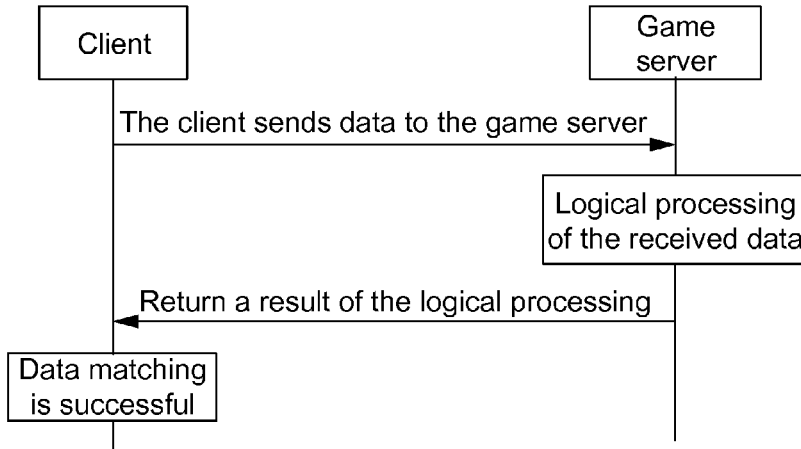 Client
Game
server
The client sends data to the game server
Logical processing
of the received data
Return a result of the logical processing
Data matching
is successful